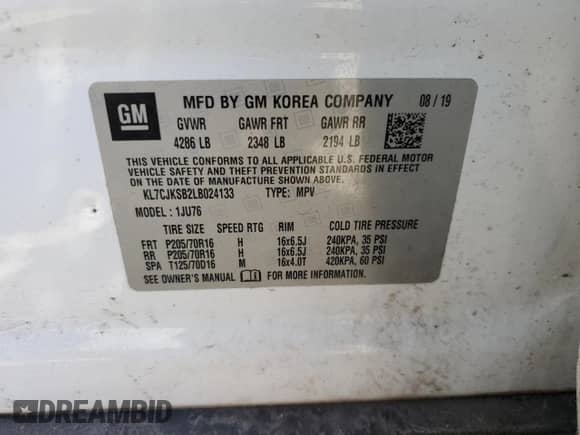 GM
MFD BY GM KOREA COMPANY 08 / 19
GVWR GAWR FRT GAWR RR
4286 LB 2348 LB 2194 LB
THIS VEHICLE CONFORMS TO ALL APPLICABLE U.S. FEDERAL MOTOR
VEHICLE SAFETY AND THEFT PREVENTION STANDARDS IN EFFECT
ON THE DATE OF MANUFACTURE SHOWN ABOVE.
KL7CJKSB2LB024133 TYPE: MPV
MODEL : 1JU76
TIRE SIZE SPEED RTG RIM COLD TIRE PRESSURE
FRT P205/70R16 H 16x6.5J 240KPA, 35 PSI
RR P205/70R16 H 16x6.5J 240KPA, 35 PSI
SPA T125/70D16 M 16x4.0T 420KPA, 60 PSI
SEE OWNER'S MANUAL FOR MORE INFORMATION.
DREAMBID